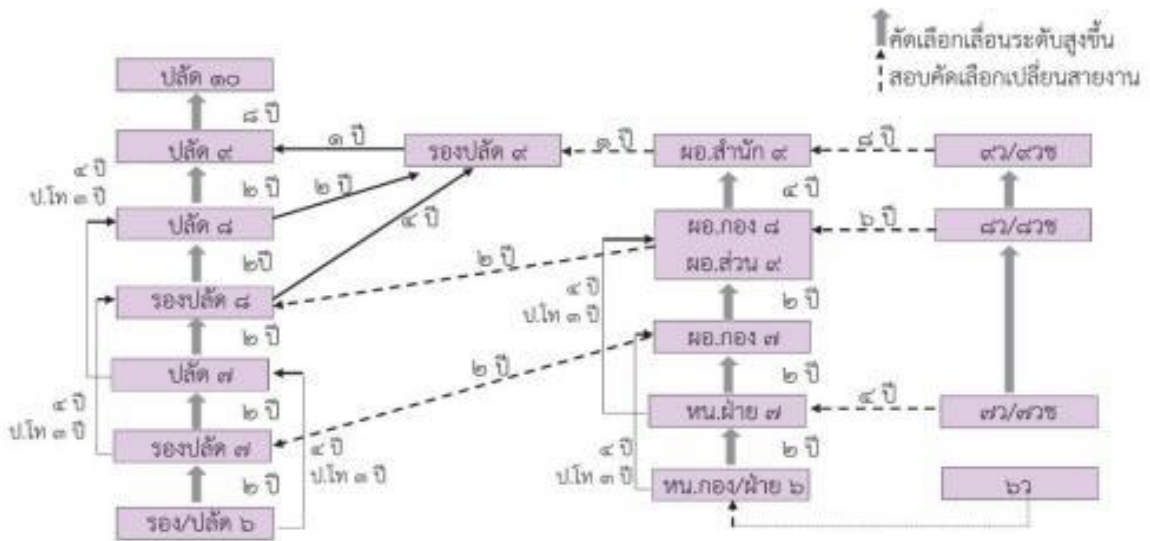 คัดเลือกเลื่อนระดับสูงขึ้น
สอบคัดเลือกเปลี่ยนสายงาน
ปลัด ๑๐
๘ ปี
ปลัด ๙
๑ ปี
รองปลัด ๙
๑ ปี
ผอ.สำนัก ๙
๘ ปี
๙ว/๙วช
๔ ปี
ป.โท ๓ ปี
๒ ปี
๒ ปี
๔ ปี
๔ ปี
ปลัด ๘
ผอ.กอง ๘
ผอ.ส่วน ๙
๖ ปี
๘ว/๘วช
๒ปี
๒ ปี
รองปลัด ๘
๔ ปี
ป.โท ๓ ปี
๒ ปี
๒ ปี
ผอ.กอง ๗
ปลัด ๗
๒ ปี
๒ ปี
๔ ปี
ป.โท ๓ ปี
๒ ปี
หน.ฝ่าย ๗
๔ ปี
๗ว/๗วช
รองปลัด ๗
๔ ปี
ป.โท ๓ ปี
๒ ปี
๔ ปี
ป.โท ๓ ปี
๒ ปี
หน.กอง/ฝ่าย ๖
๖ว
รอง/ปลัด ๖